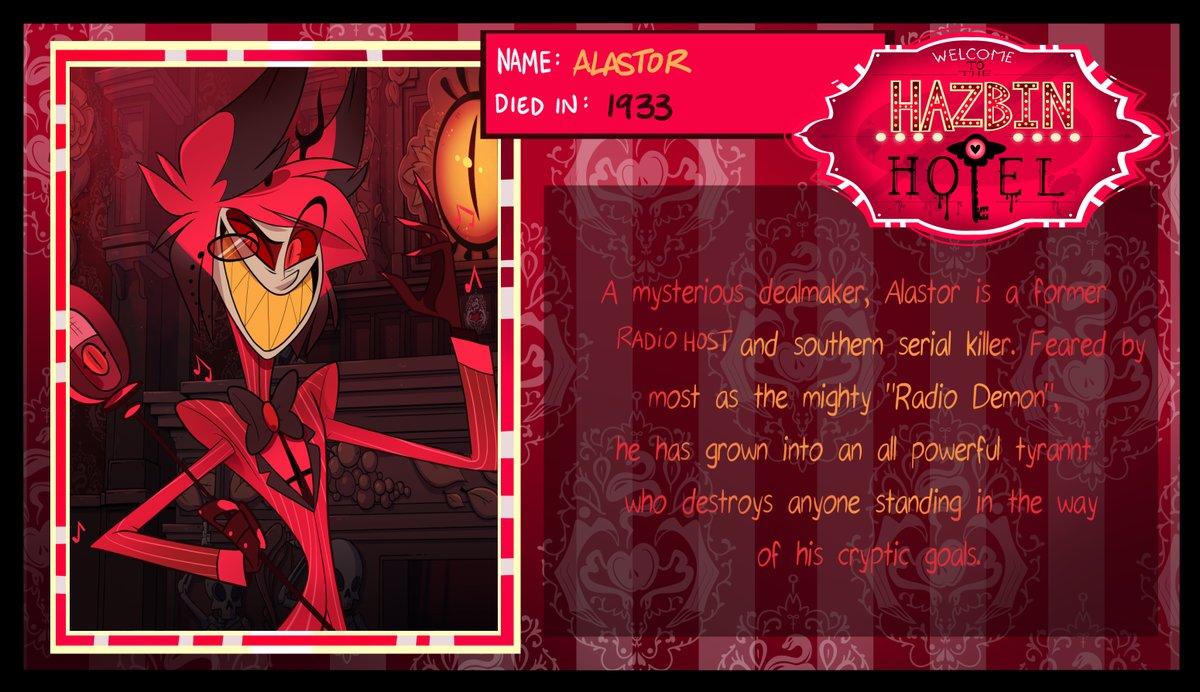 NAME: ALASTOR
DIED IN: 1933
WELCOME
TO THE
HAZBIN
HOTEL
A mysterious dealmaker, Alastor is a former
RADIO HOST and southern serial killer. Feared by
most as the mighty "Radio Demon",
he has grown into an all powerful tyrannt
who destroys anyone standing in the way
of his cryptic goals.